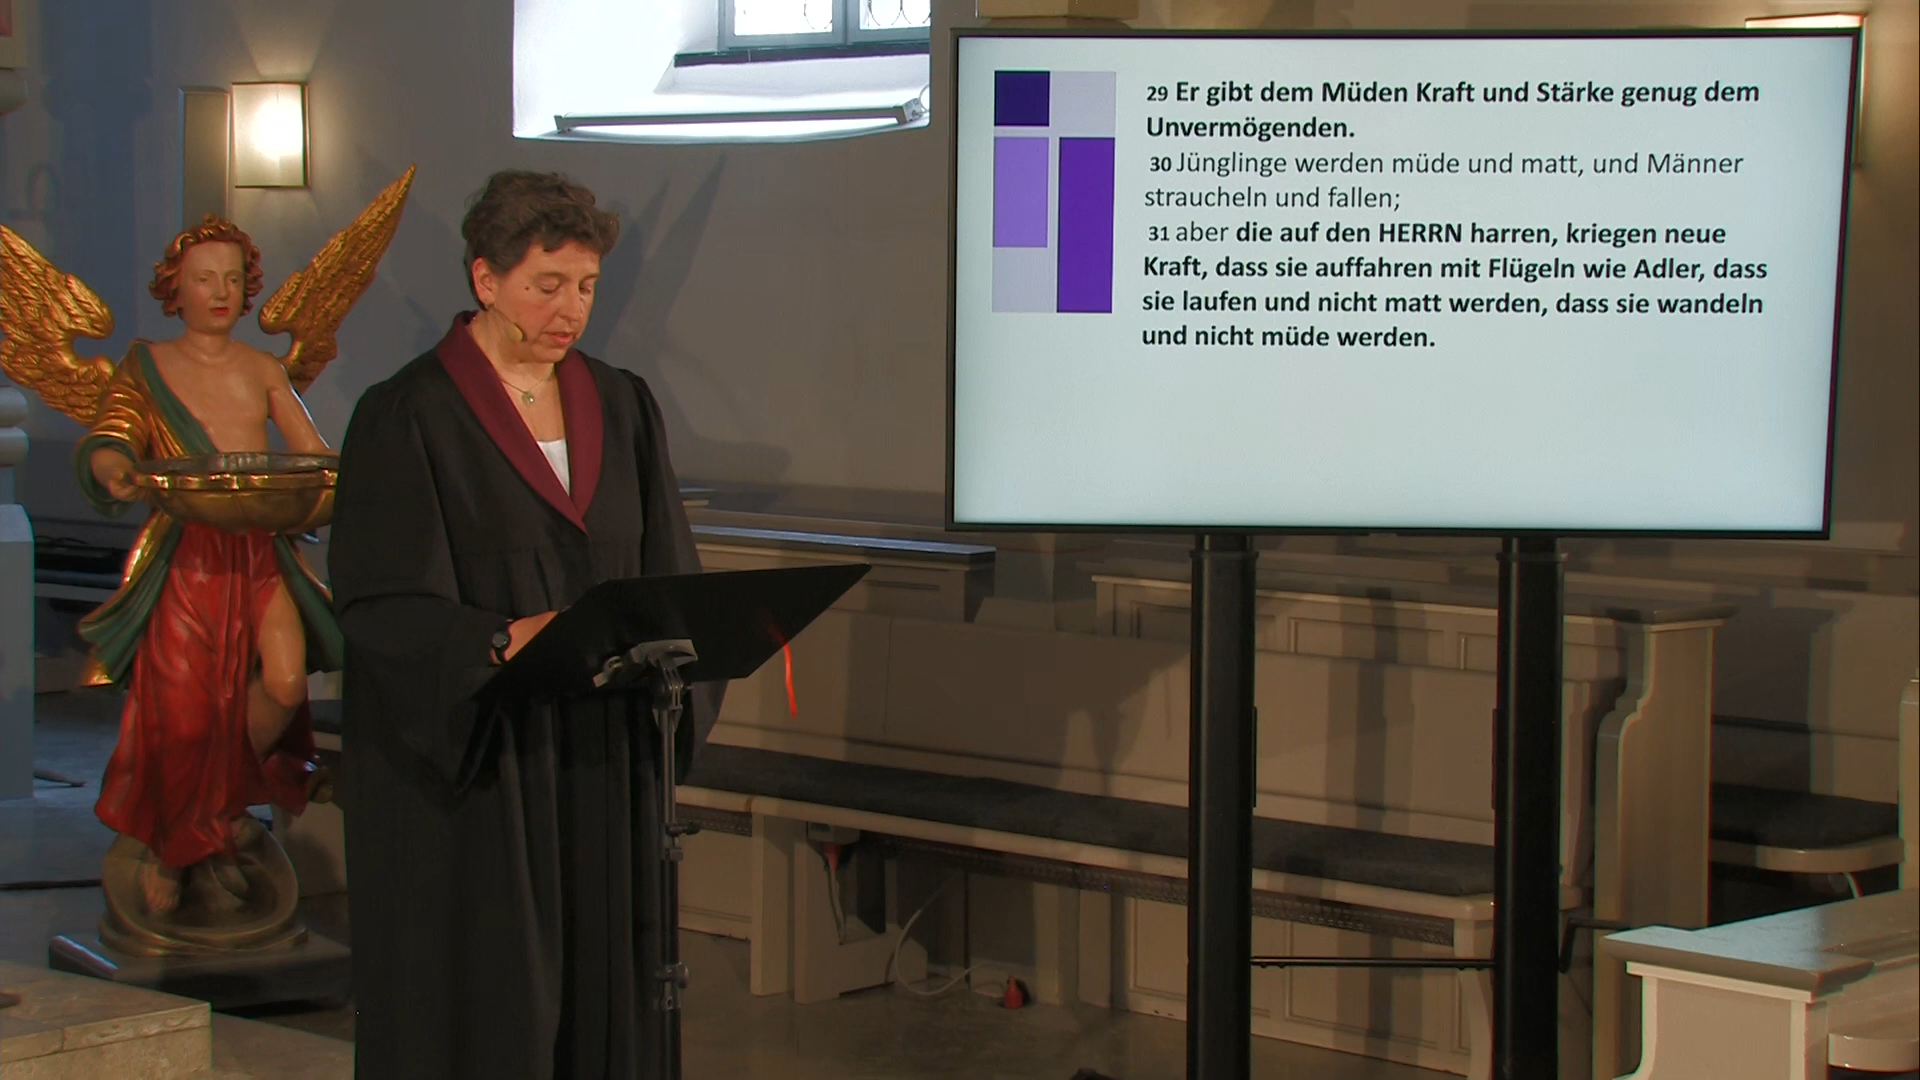 29 Er gibt dem Müden Kraft und Stärke genug dem
Unvermögenden.
30 Jünglinge werden müde und matt, und Männer
straucheln und fallen;
31 aber die auf den HERRN harren, kriegen neue
Kraft, dass sie auffahren mit Flügeln wie Adler, dass
sie laufen und nicht matt werden, dass sie wandeln
und nicht müde werden.